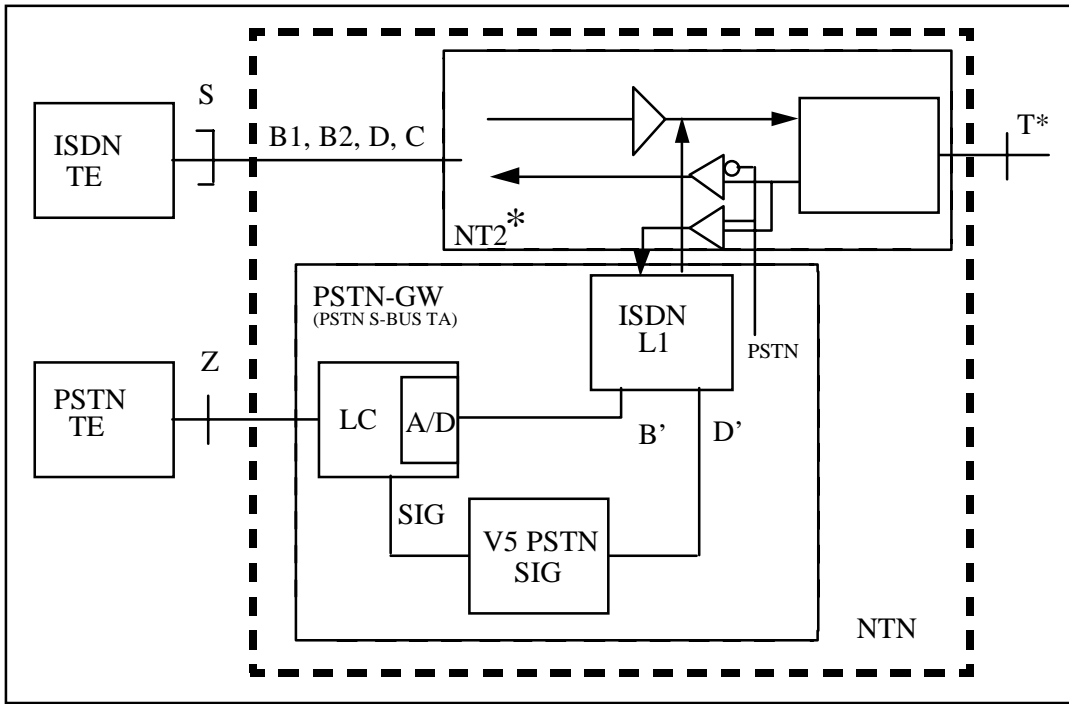 S
ISDN
TE
B1, B2, D, C
T*
NT2*
PSTN-GW
(PSTN S-BUS TA)
ISDN
L1
PSTN
Z
PSTN
TE
LC
A/D
B’
D’
SIG
V5 PSTN
SIG
NTN